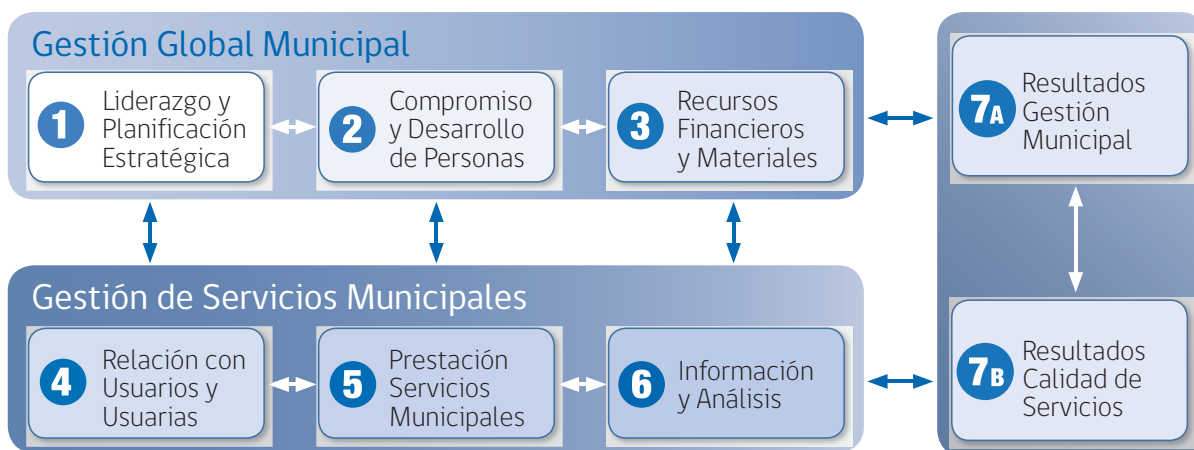 Gestión Global Municipal
1
Liderazgo y
Planificación
Estratégica
2
Compromiso
y Desarrollo
de Personas
3
Recursos
Financieros
y Materiales
7A
Resultados
Gestión
Municipal
Gestión de Servicios Municipales
4
Relación con
Usuarios y
Usuarias
5
Prestación
Servicios
Municipales
6
Información
y Análisis
7B
Resultados
Calidad de
Servicios